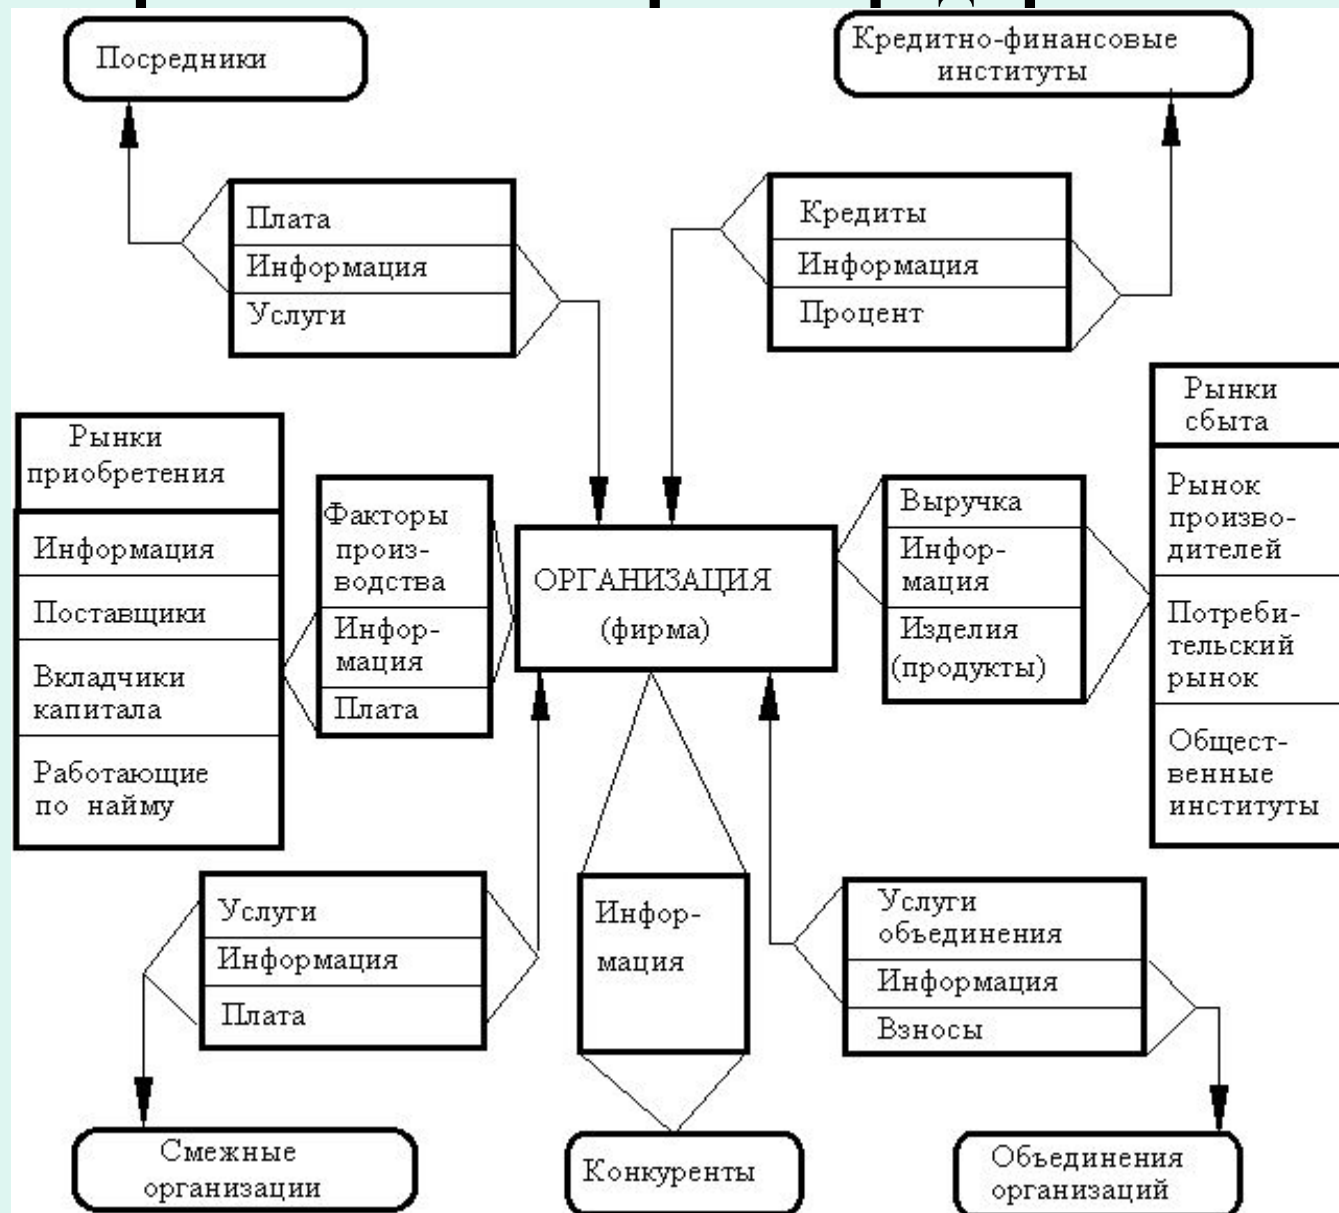 Посредники
Кредитно-финансовые
институты
Плата
Информация
Услуги
Кредиты
Информация
Процент
Рынки
приобретения
Информация
Поставщики
Вкладчики
капитала
Работающие
по найму
Факторы
произ-
водства
Инфор-
мация
Плата
ОРГАНИЗАЦИЯ
(фирма)
Выручка
Инфор-
мация
Изделия
(продукты)
Рынки
сбыта
Рынок
произво-
дителей
Потреби-
тельский
рынок
Общест-
венные
институты
Услуги
Информация
Плата
Инфор-
мация
Услуги
объединения
Информация
Взносы
Смежные
организации
Конкуренты
Объединения
организаций